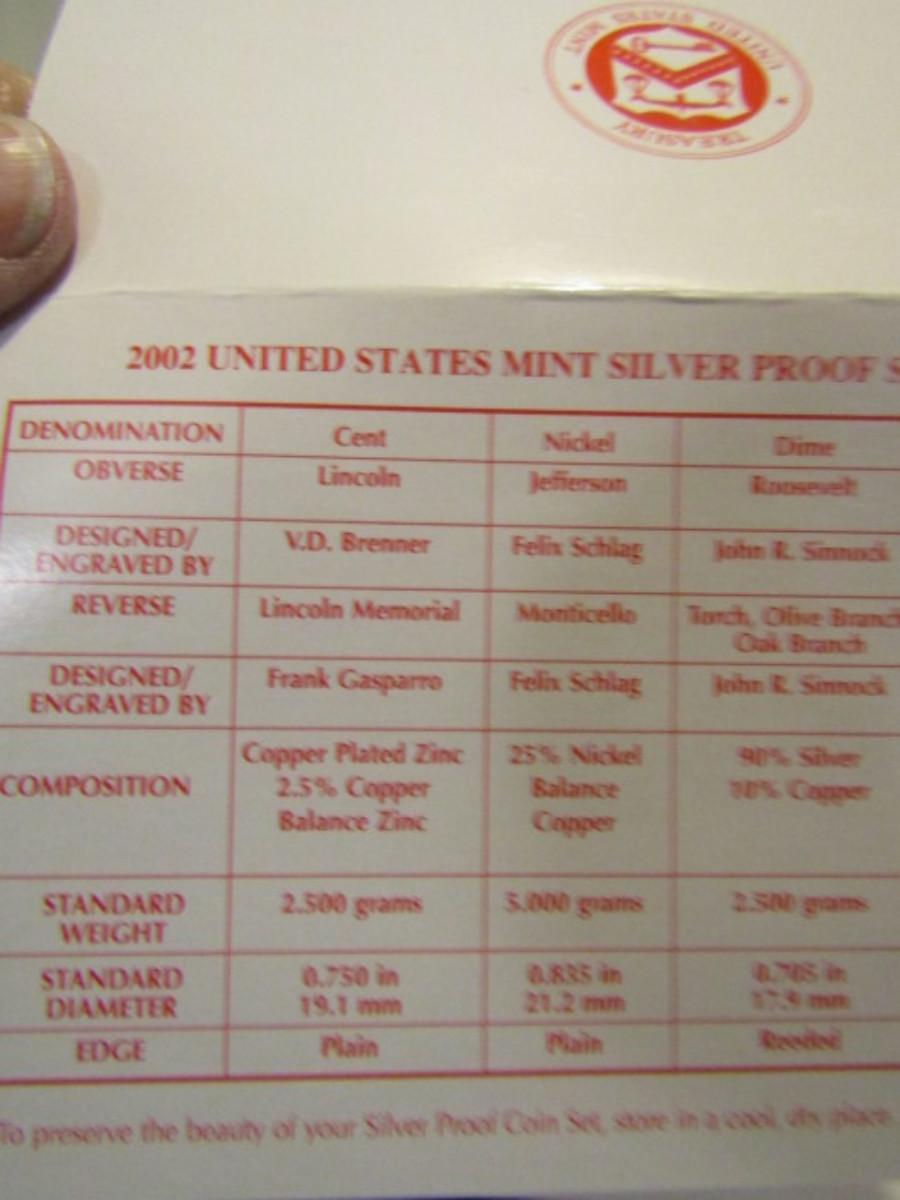 UNITED STATES MINT
TREASURY
2002 UNITED STATES MINT SILVER PROOF S
DENOMINATION Cent Nickel Dime
OBVERSE Lincoln Jefferson Roosevelt
DESIGNED/ V.D. Brenner Felix Schlag John R. Sinnock
ENGRAVED BY
REVERSE Lincoln Memorial Monticello Torch, Olive Branch
Oak Branch
DESIGNED/ Frank Gasparro Felix Schlag John R. Sinnock
ENGRAVED BY
Copper Plated Zinc 25% Nickel 90% Silver
COMPOSITION 2.5% Copper Balance 10% Copper
Balance Zinc Copper
STANDARD 2.500 grams 5.000 grams 2.500 grams
WEIGHT
STANDARD 0.750 in 0.835 in 0.705 in
DIAMETER 19.1 mm 21.2 mm 17.9 mm
EDGE Plain Plain Reeded
To preserve the beauty of your Silver Proof Coin Set, store in a cool, dry place.